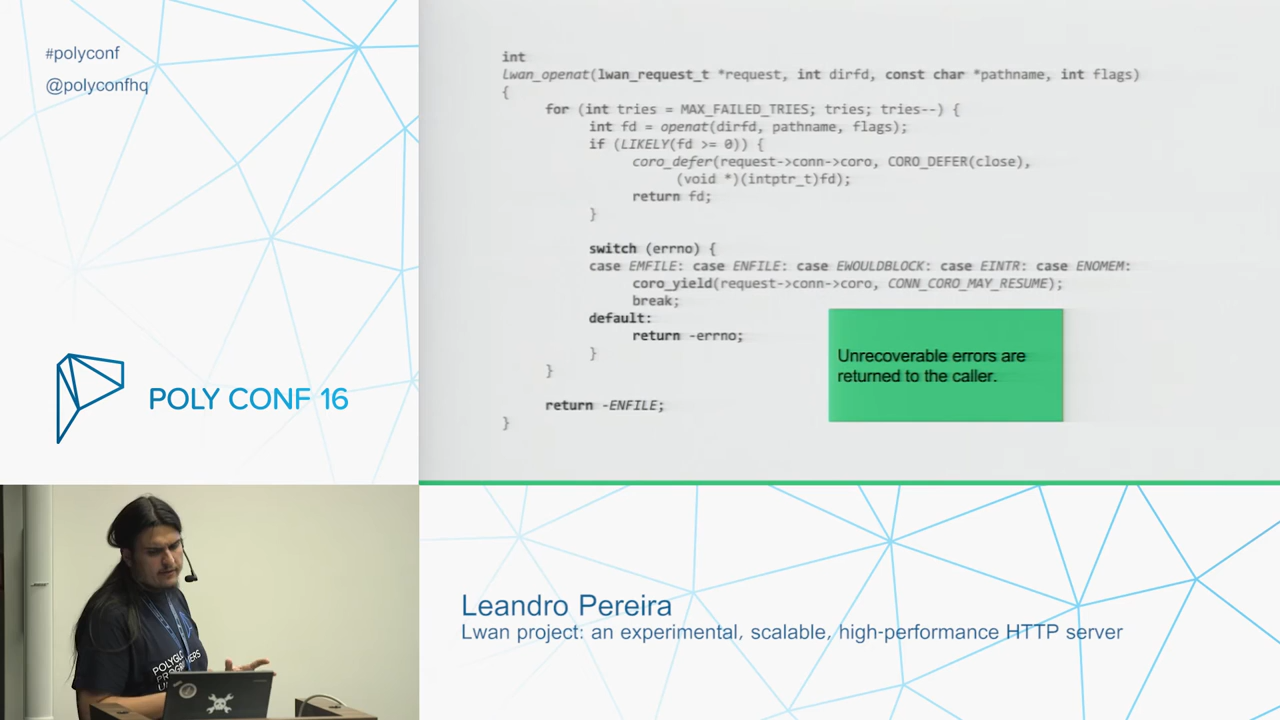 #polyconf
@polyconfhq
POLY CONF 16
int
lwan_openat(lwan_request_t *request, int dirfd, const char *pathname, int flags)
{
for (int tries = MAX_FAILED_TRIES; tries; tries--) {
int fd = openat(dirfd, pathname, flags);
if (LIKELY(fd >= 0)) {
coro_defer(request->conn->coro, CORO_DEFER(close),
(void *)(intptr_t)fd);
return fd;
}
switch (errno) {
case EMFILE: case ENFILE: case EWOULDBLOCK: case EINTR: case ENOMEM:
coro_yield(request->conn->coro, CONN_CORO_MAY_RESUME);
break;
default:
return -errno;
}
}
return -ENFILE;
}
Unrecoverable errors are
returned to the caller.
Leandro Pereira
Lwan project: an experimental, scalable, high-performance HTTP server